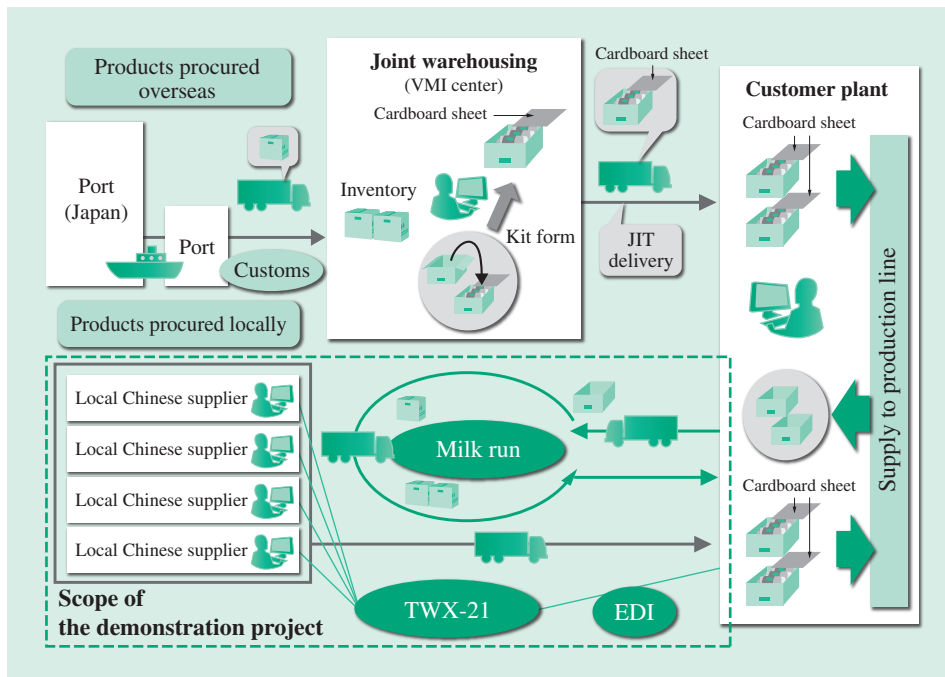 Products procured
overseas
Port
(Japan)
Port
Customs
Joint warehousing
(VMI center)
Cardboard sheet
Inventory
Kit form
Cardboard sheet
JIT
delivery
Customer plant
Cardboard sheet
Supply to production line
Cardboard sheet
Products procured locally
Local Chinese supplier
Local Chinese supplier
Local Chinese supplier
Local Chinese supplier
Milk run
TWX-21
EDI
Scope of
the demonstration project